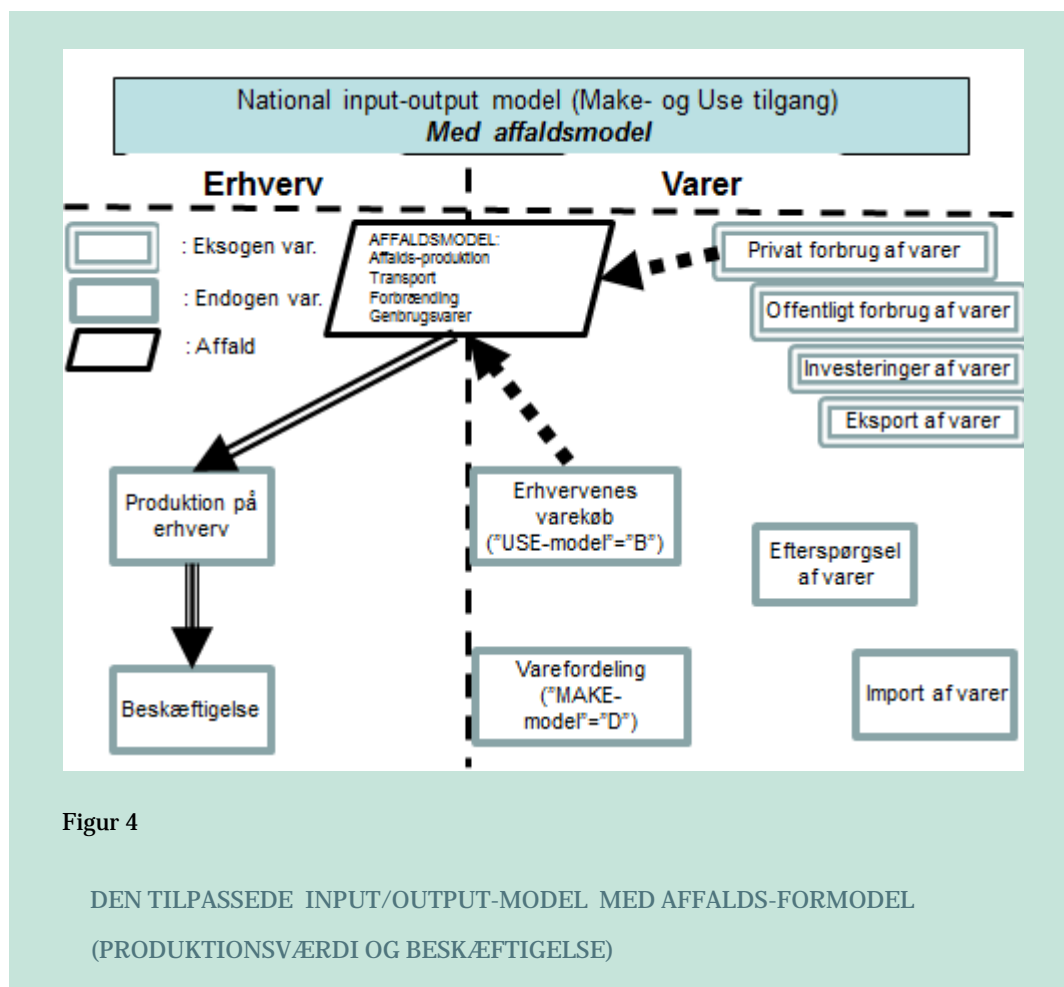 National input-output model (Make- og Use tilgang)
Med affaldsmodel
Erhverv
Varer
: Eksogen var.
: Endogen var.
: Affald
AFFALDSMODEL:
Affalds-produktion
Transport
Forbrænding
Genbrugsvarer
Privat forbrug af varer
Offentligt forbrug af varer
Investeringer af varer
Eksport af varer
Produktion på
erhverv
Erhvervenes
varekøb
("USE-model"="B")
Efterspørgsel
af varer
Beskæftigelse
Varefordeling
("MAKE-
model"="D")
Import af varer
Figur 4
DEN TILPASSEDE INPUT/OUTPUT-MODEL MED AFFALDS-FORMODEL
(PRODUKTIONSVÆRDI OG BESKÆFTIGELSE)